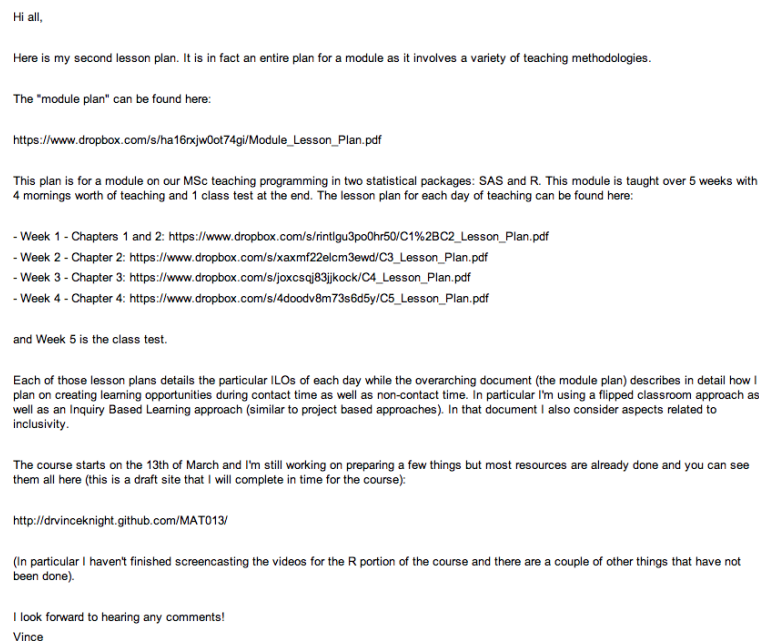 Hi all,
Here is my second lesson plan. It is in fact an entire plan for a module as it involves a variety of teaching methodologies.
The "module plan" can be found here:
https://www.dropbox.com/s/ha16rxjw0ot74gi/Module_Lesson_Plan.pdf
This plan is for a module on our MSc teaching programming in two statistical packages: SAS and R. This module is taught over 5 weeks with
4 mornings worth of teaching and 1 class test at the end. The lesson plan for each day of teaching can be found here:
- Week 1 - Chapters 1 and 2: https://www.dropbox.com/s/rintlgu3po0hr50/C1%2BC2_Lesson_Plan.pdf
- Week 2 - Chapter 2: https://www.dropbox.com/s/xaxmf22elcm3ewd/C3_Lesson_Plan.pdf
- Week 3 - Chapter 3: https://www.dropbox.com/s/joxcsqj83jjkock/C4_Lesson_Plan.pdf
- Week 4 - Chapter 4: https://www.dropbox.com/s/4doodv8m73s6d5y/C5_Lesson_Plan.pdf
and Week 5 is the class test.
Each of those lesson plans details the particular ILOs of each day while the overarching document (the module plan) describes in detail how I
plan on creating learning opportunities during contact time as well as non-contact time. In particular I'm using a flipped classroom approach as
well as an Inquiry Based Learning approach (similar to project based approaches). In that document I also consider aspects related to
inclusivity.
The course starts on the 13th of March and I'm still working on preparing a few things but most resources are already done and you can see
them all here (this is a draft site that I will complete in time for the course):
http://drvinceknight.github.com/MAT013/
(In particular I haven't finished screencasting the videos for the R portion of the course and there are a couple of other things that have not
been done).
I look forward to hearing any comments!
Vince